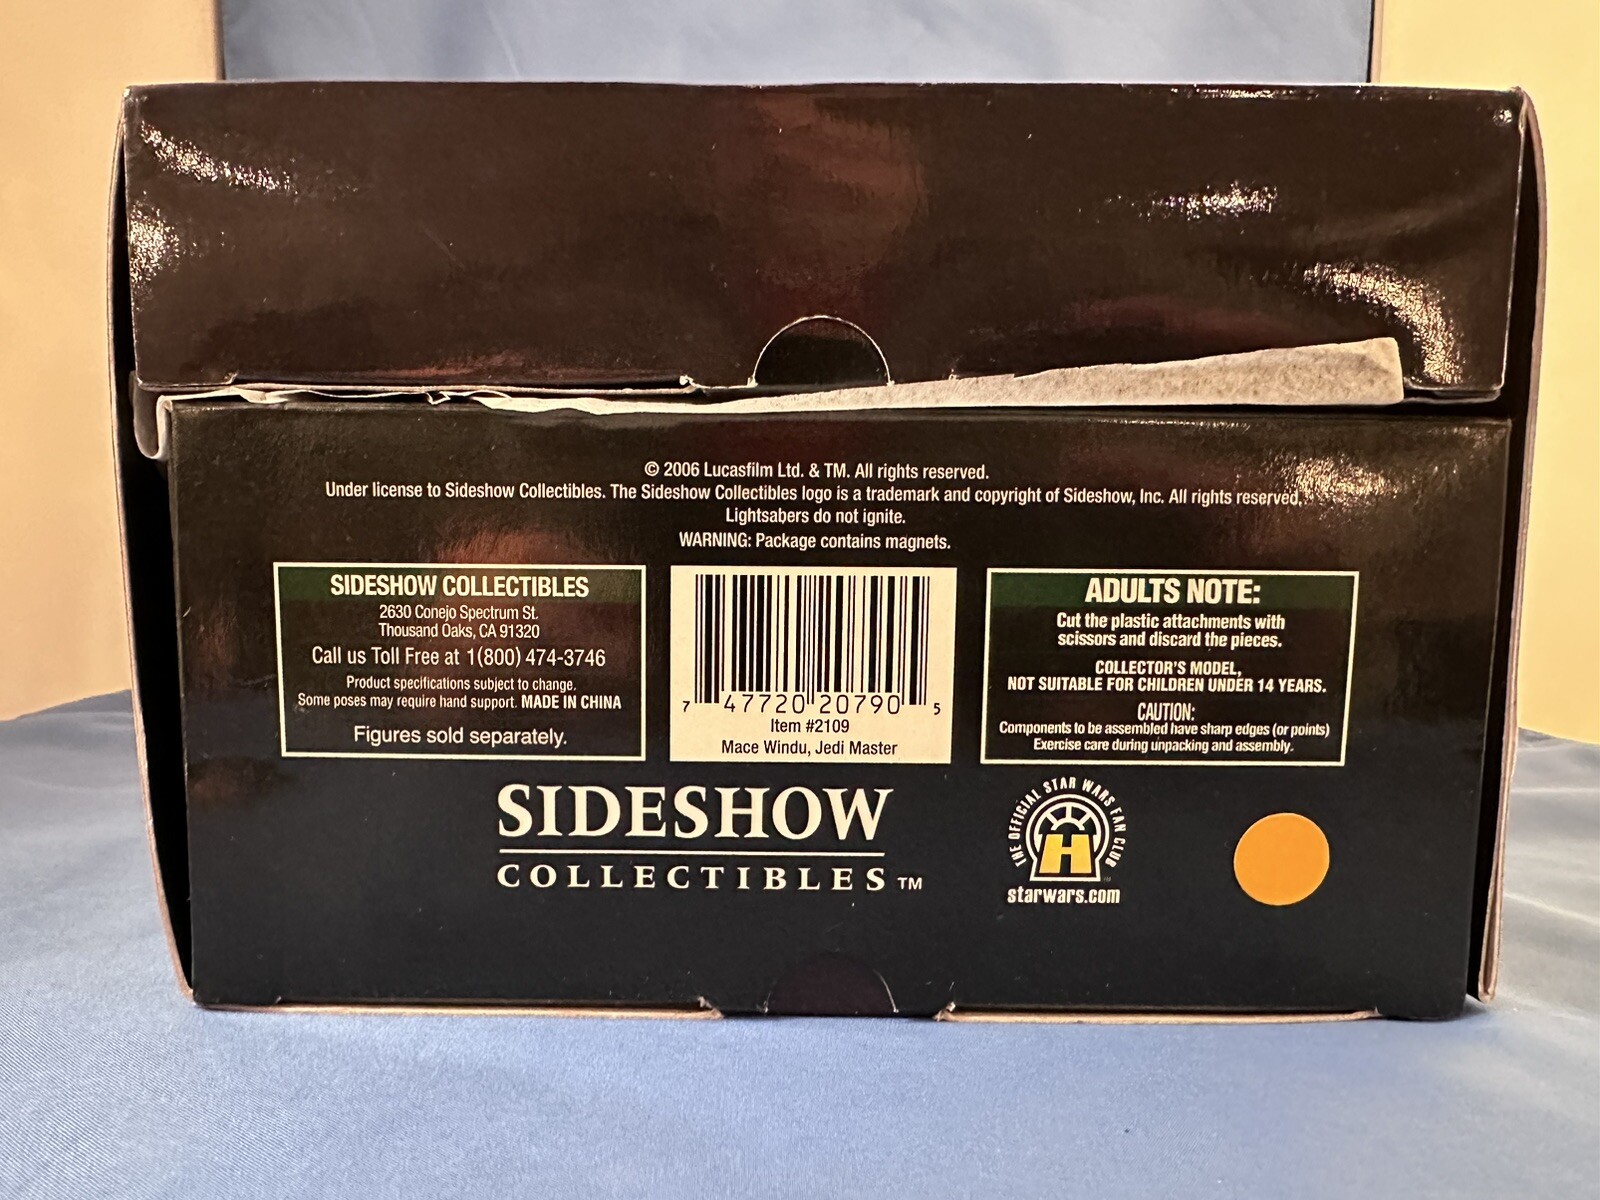 © 2006 Lucasfilm Ltd. & TM. All rights reserved.
Under license to Sideshow Collectibles. The Sideshow Collectibles logo is a trademark and copyright of Sideshow, Inc. All rights reserved.
Lightsabers do not ignite.
WARNING: Package contains magnets.
SIDESHOW COLLECTIBLES
2630 Conejo Spectrum St.
Thousand Oaks, CA 91320
Call us Toll Free at 1(800) 474-3746
Product specifications subject to change.
Some poses may require hand support. MADE IN CHINA
Figures sold separately.
7 47720 20790 5
Item #2109
Mace Windu, Jedi Master
ADULTS NOTE:
Cut the plastic attachments with
scissors and discard the pieces.
COLLECTOR'S MODEL,
NOT SUITABLE FOR CHILDREN UNDER 14 YEARS.
CAUTION:
Components to be assembled have sharp edges (or points)
Exercise care during unpacking and assembly.
SIDESHOW
COLLECTIBLES™
THE OFFICIAL STAR WARS FAN CLUB
H
starwars.com